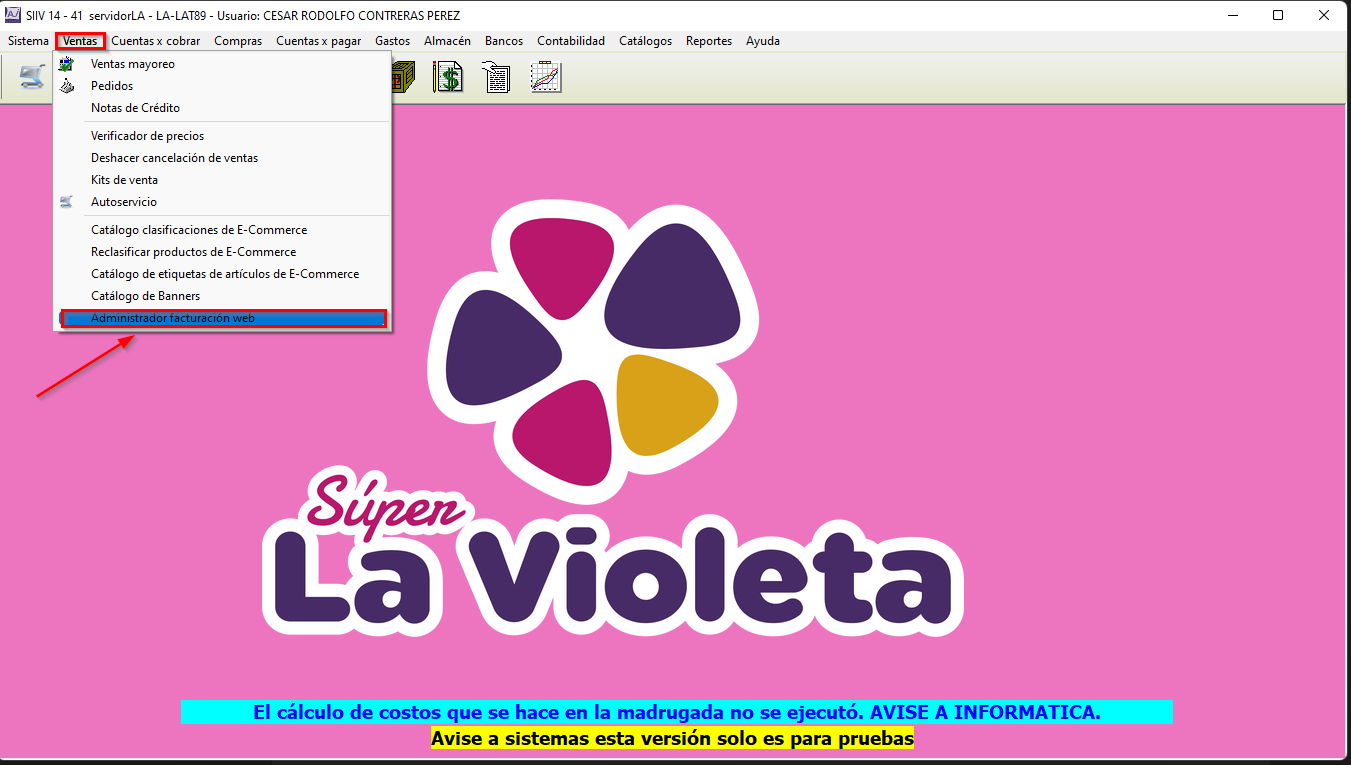 SIIV 14 - 41 servidorLA - LA-LAT89 - Usuario: CESAR RODOLFO CONTRERAS PEREZ
Sistema Ventas Cuentas x cobrar Compras Cuentas x pagar Gastos Almacén Bancos Contabilidad Catálogos Reportes Ayuda
Ventas mayoreo
Pedidos
Notas de Crédito
Verificador de precios
Deshacer cancelación de ventas
Kits de venta
Autoservicio
Catálogo clasificaciones de E-Commerce
Reclasificar productos de E-Commerce
Catálogo de etiquetas de artículos de E-Commerce
Catálogo de Banners
Administrador facturación web
Súper
La Violeta
El cálculo de costos que se hace en la madrugada no se ejecutó. AVISE A INFORMATICA.
Avise a sistemas esta versión solo es para pruebas